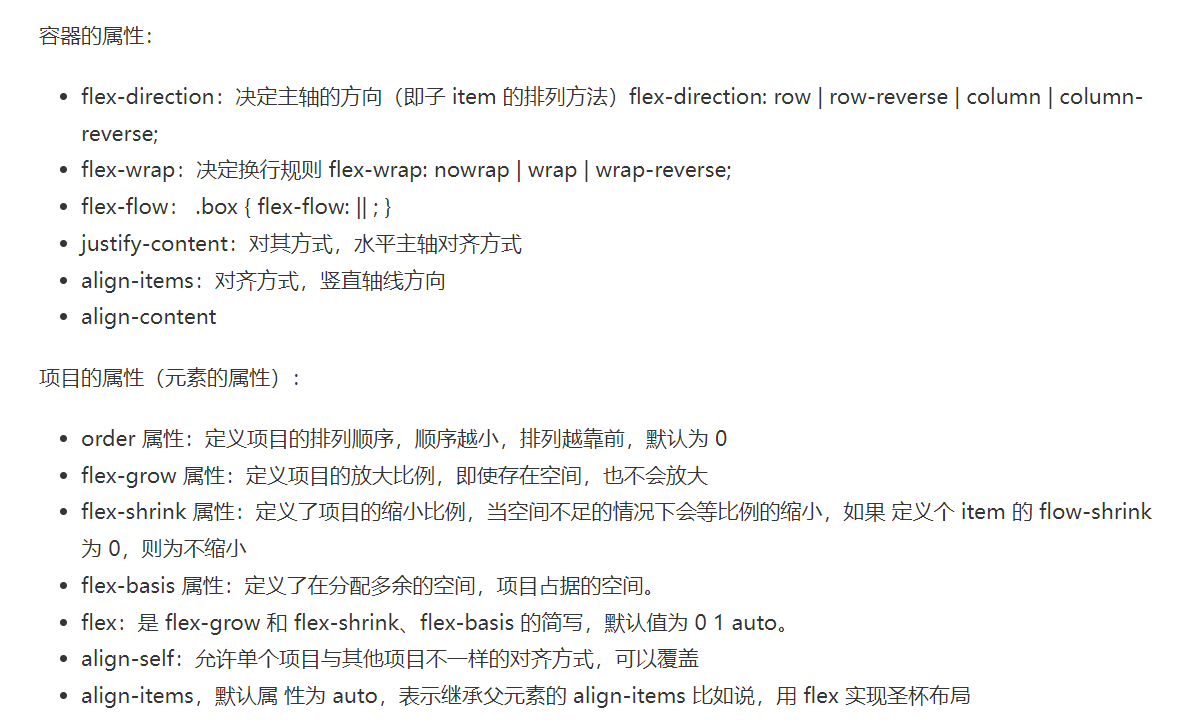 容器的属性：
• flex-direction：决定主轴的方向（即子 item 的排列方法）flex-direction: row | row-reverse | column | column-
reverse;
• flex-wrap：决定换行规则 flex-wrap: nowrap | wrap | wrap-reverse;
• flex-flow： .box { flex-flow: || ; }
• justify-content：对其方式，水平主轴对齐方式
• align-items：对齐方式，竖直轴线方向
• align-content
项目的属性（元素的属性）：
• order 属性：定义项目的排列顺序，顺序越小，排列越靠前，默认为 0
• flex-grow 属性：定义项目的放大比例，即使存在空间，也不会放大
• flex-shrink 属性：定义了项目的缩小比例，当空间不足的情况下会等比例的缩小，如果 定义个 item 的 flow-shrink
为 0，则为不缩小
• flex-basis 属性：定义了在分配多余的空间，项目占据的空间。
• flex：是 flex-grow 和 flex-shrink、flex-basis 的简写，默认值为 0 1 auto。
• align-self：允许单个项目与其他项目不一样的对齐方式，可以覆盖
• align-items，默认属 性为 auto，表示继承父元素的 align-items 比如说，用 flex 实现圣杯布局